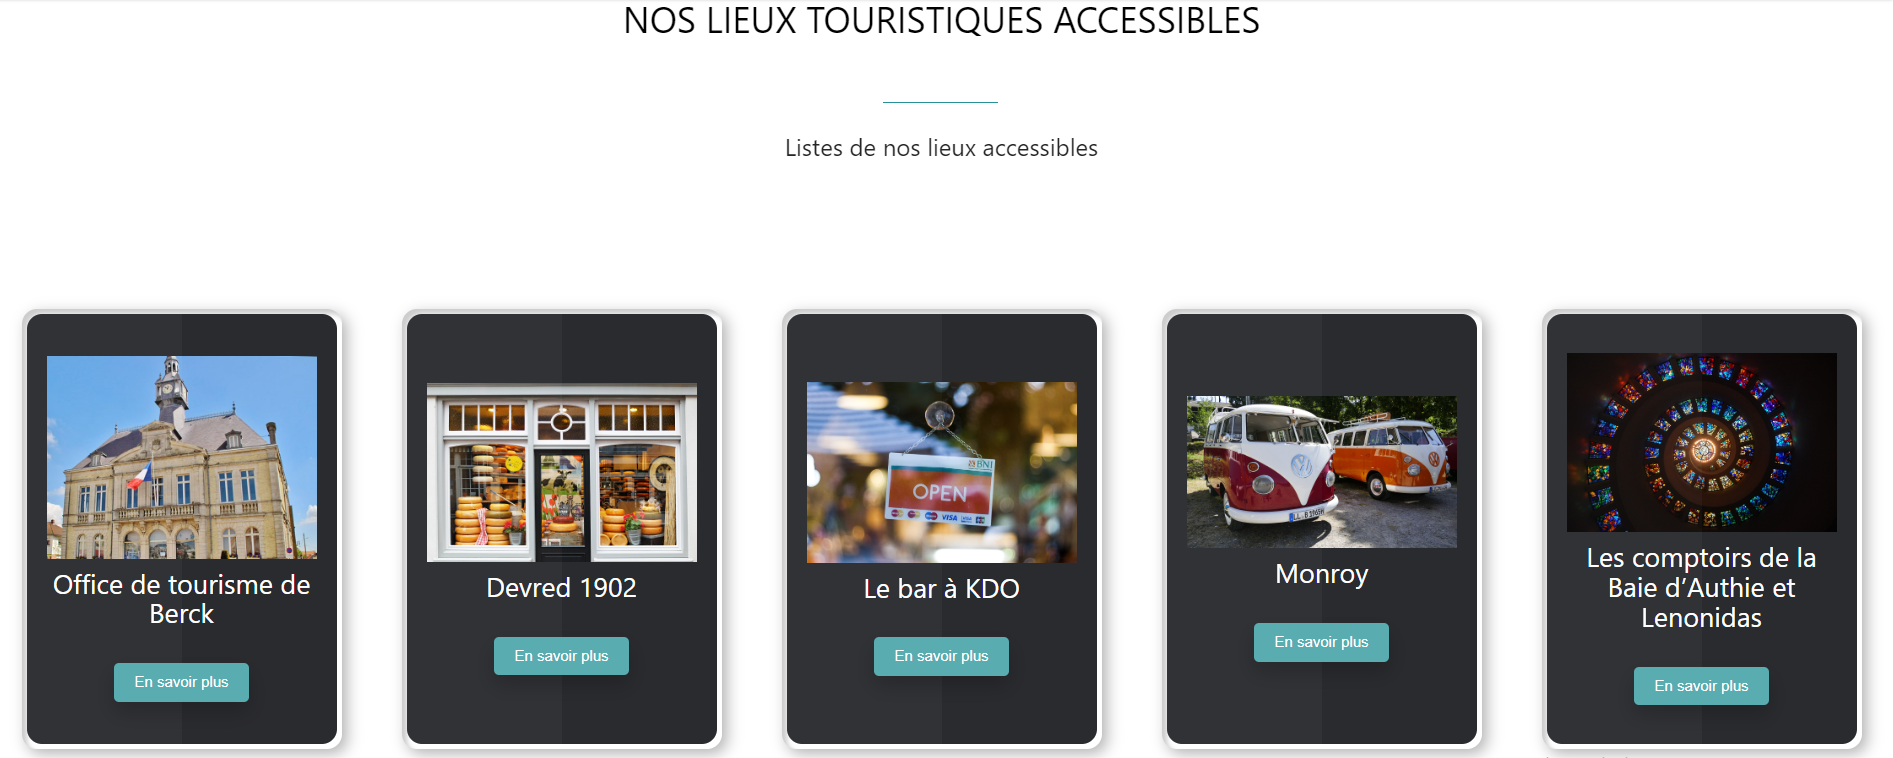 NOS LIEUX TOURISTIQUES ACCESSIBLES
Listes de nos lieux accessibles
BNI
OPEN
VISA
Office de tourisme de
Berck
En savoir plus
Devred 1902
En savoir plus
Le bar à KDO
En savoir plus
Monroy
En savoir plus
Les comptoirs de la
Baie d’Authie et
Lenonidas
En savoir plus